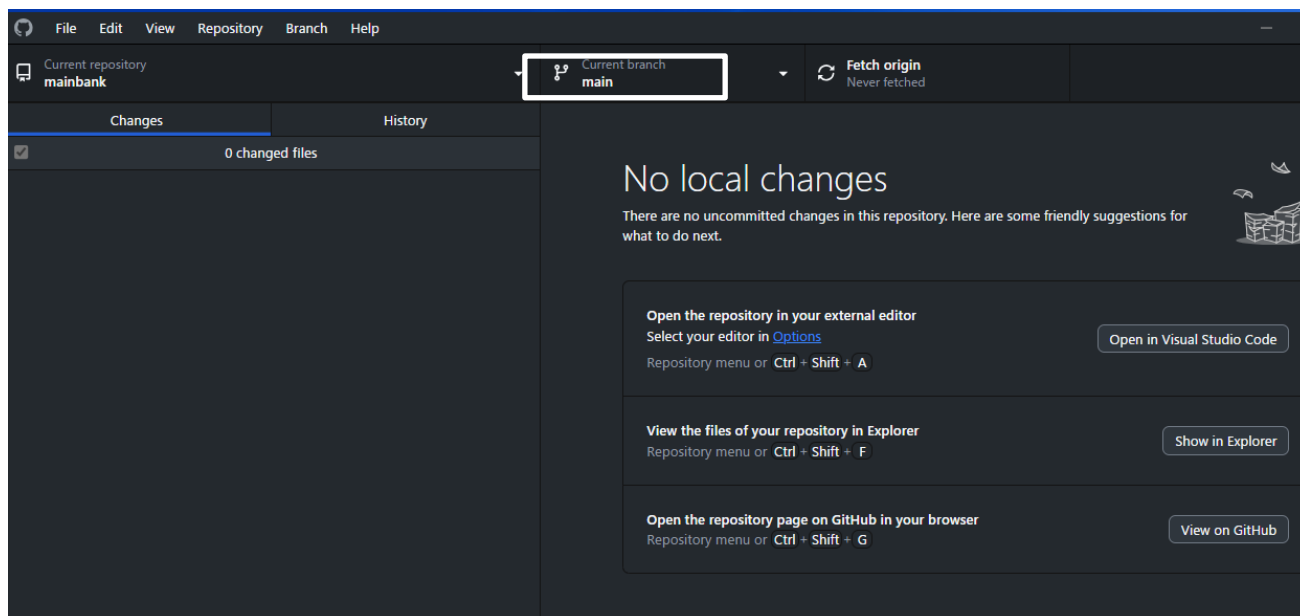 File Edit View Repository Branch Help
Current repository
mainbank
Current branch
main
Fetch origin
Never fetched
Changes
History
0 changed files
No local changes
There are no uncommitted changes in this repository. Here are some friendly suggestions for
what to do next.
Open the repository in your external editor
Select your editor in Options
Repository menu or Ctrl + Shift + A
Open in Visual Studio Code
View the files of your repository in Explorer
Repository menu or Ctrl + Shift + F
Show in Explorer
Open the repository page on GitHub in your browser
Repository menu or Ctrl + Shift + G
View on GitHub